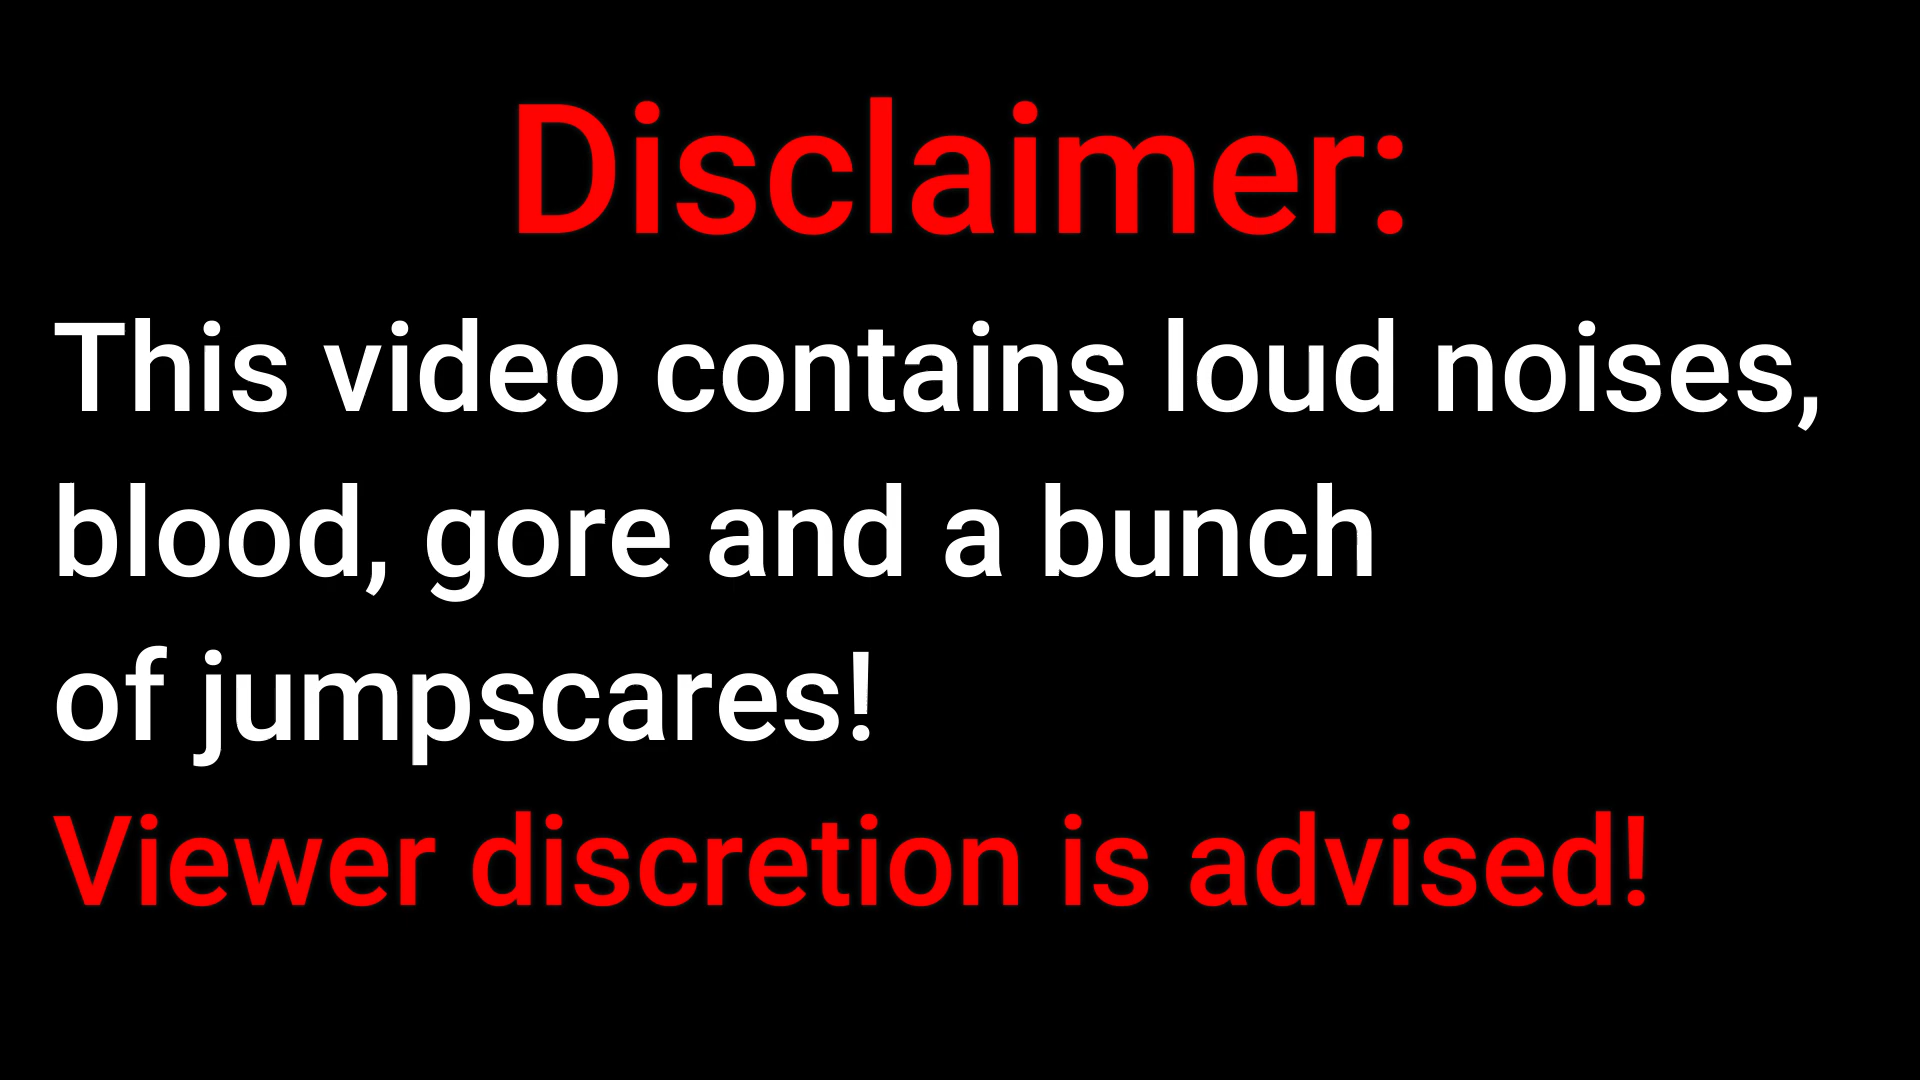 Disclaimer:
This video contains loud noises,
blood, gore and a bunch
of jumpscares!
Viewer discretion is advised!